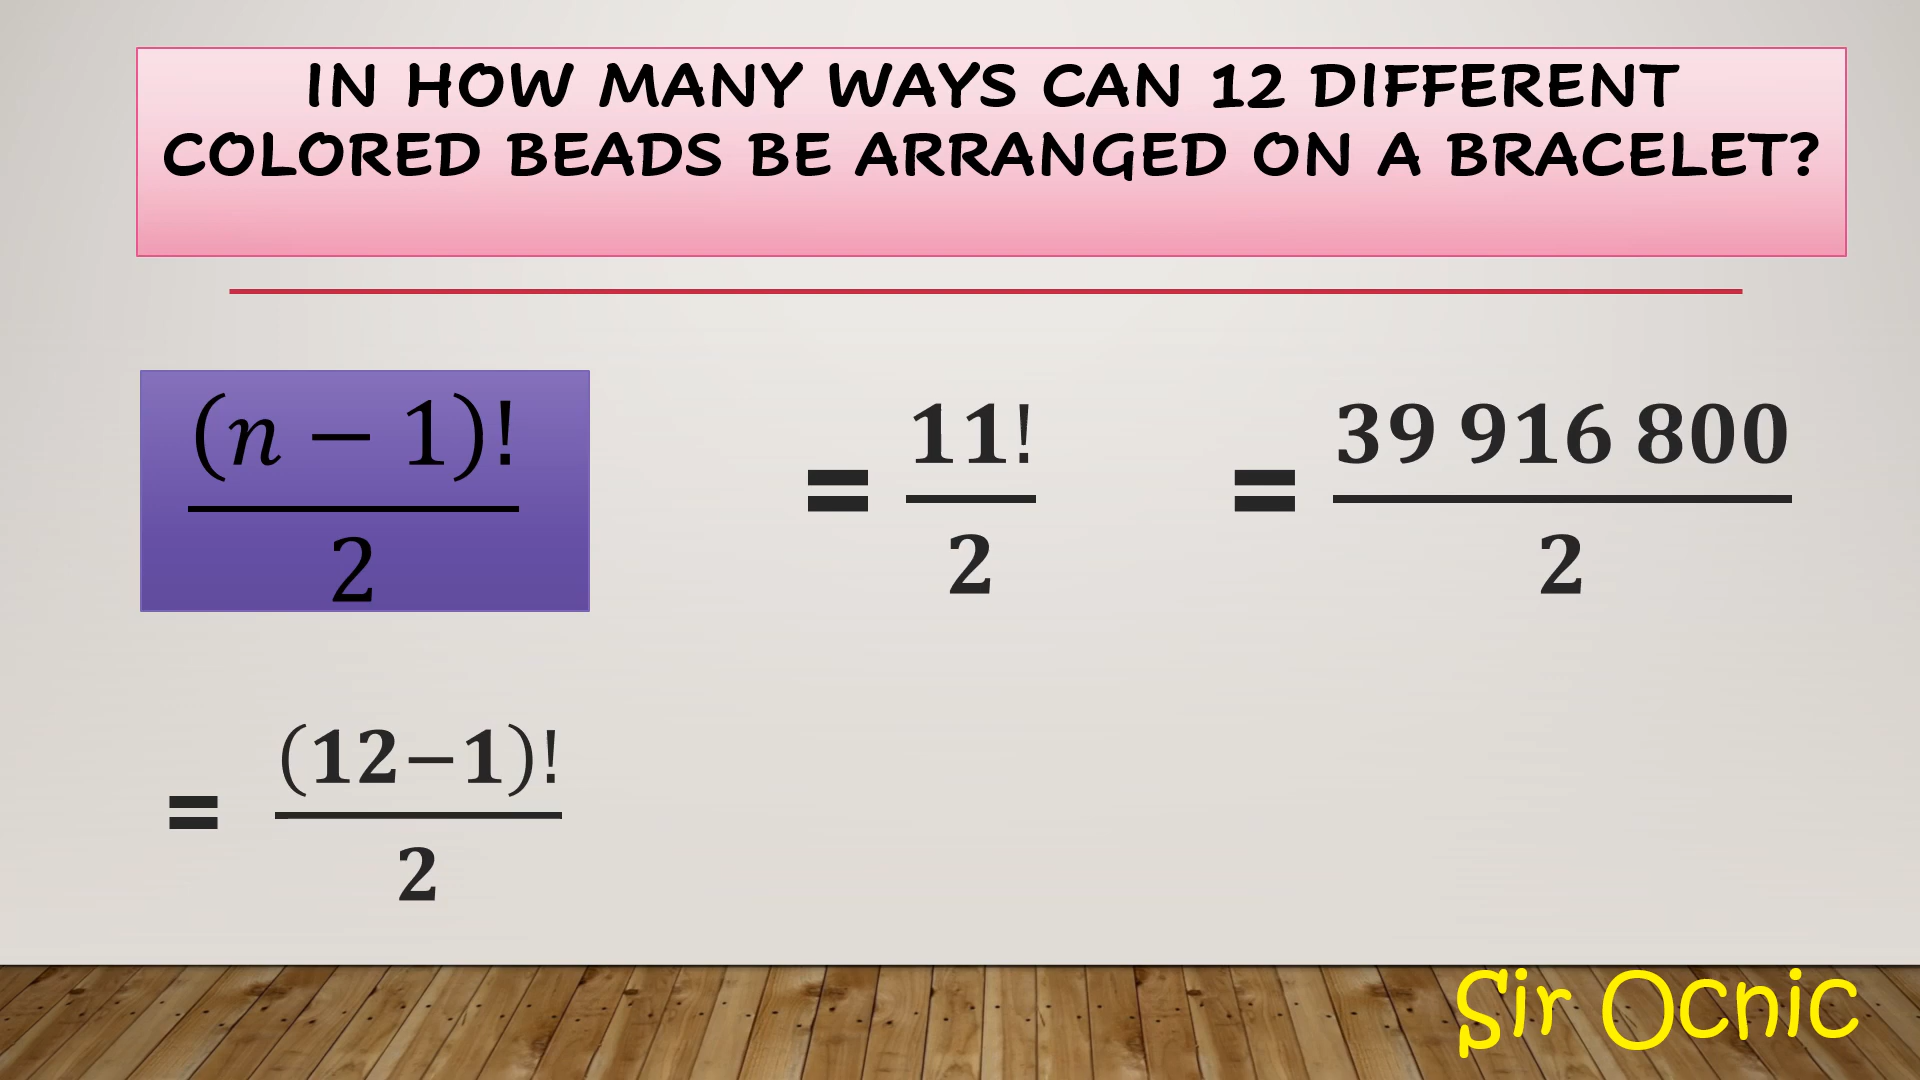 IN HOW MANY WAYS CAN 12 DIFFERENT
COLORED BEADS BE ARRANGED ON A BRACELET?
(n − 1)!
2
= (12−1)!
2
= 11!
2
= 39 916 800
2
Sir Ocnic